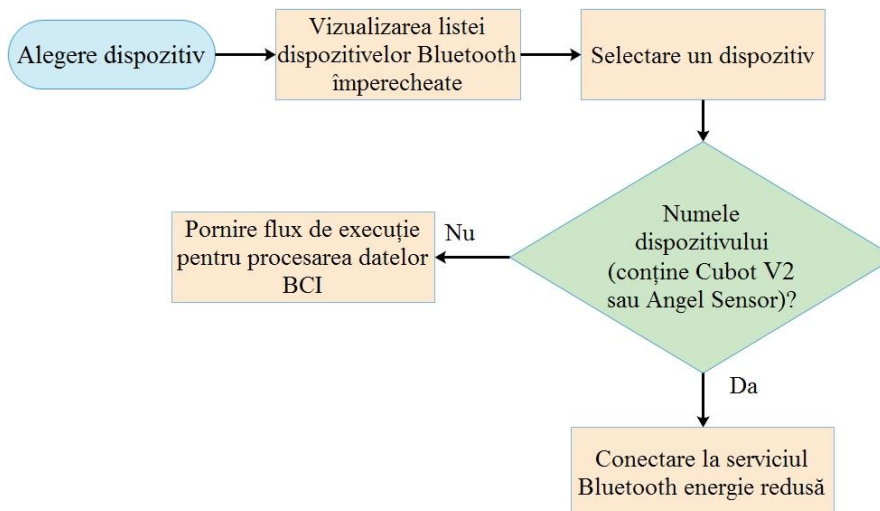 Alegere dispozitiv
Vizualizarea listei
dispozitivelor Bluetooth
împerecheate
Selectare un dispozitiv
Numele
dispozitivului
(conține Cubot V2
sau Angel Sensor)?
Nu
Pornire flux de execuție
pentru procesarea datelor
BCI
Da
Conectare la serviciul
Bluetooth energie redusă